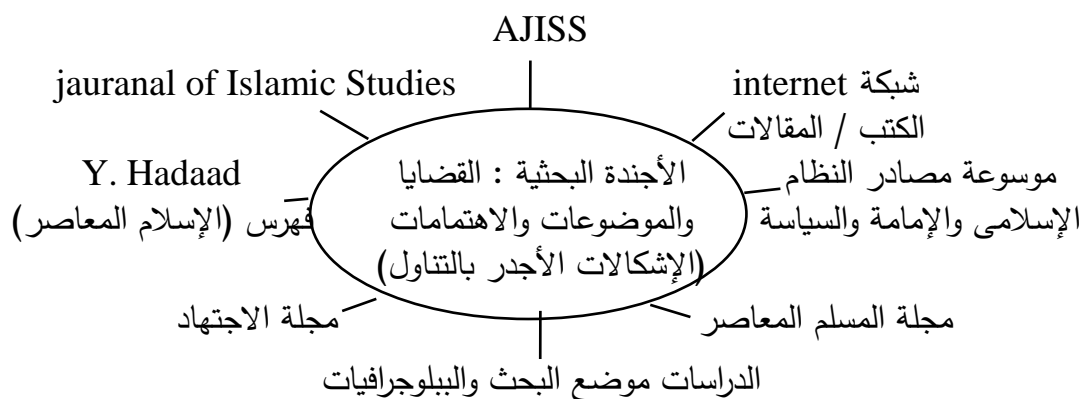 AJISS
jauranal of Islamic Studies
شبكة internet
الكتب / المقالات
موسوعة مصادر النظام
الإسلامى والإمامة والسياسة
Y. Hadaad
فهرس (الإسلام المعاصر)
الأجندة البحثية : القضايا
والموضوعات والاهتمامات
(الإشكالات الأجدر بالتناول)
مجلة المسلم المعاصر
مجلة الاجتهاد
الدراسات موضع البحث والببلوجرافيات